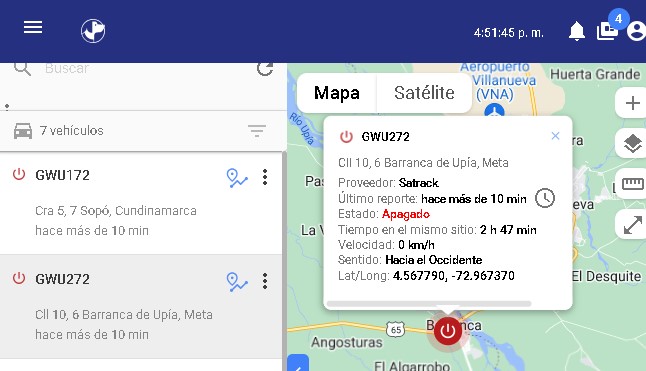 4:51:45 p. m.
4
Buscar
7 vehículos
GWU172
Cra 5, 7 Sopó, Cundinamarca
hace más de 10 min
GWU272
Cll 10, 6 Barranca de Upía, Meta
hace más de 10 min
Mapa
Satélite
Aeropuerto
Villanueva
(VNA)
Huerta Grande
Río Upía
GWU272
Cll 10, 6 Barranca de Upía, Meta
Proveedor: Satrack
Último reporte: hace más de 10 min
Estado: Apagado
Tiempo en el mismo sitio: 2 h 47 min
Velocidad: 0 km/h
Sentido: Hacia el Occidente
Lat/Long: 4.567790, -72.967370
El Desquite
65
Angosturas
El Algarrobo